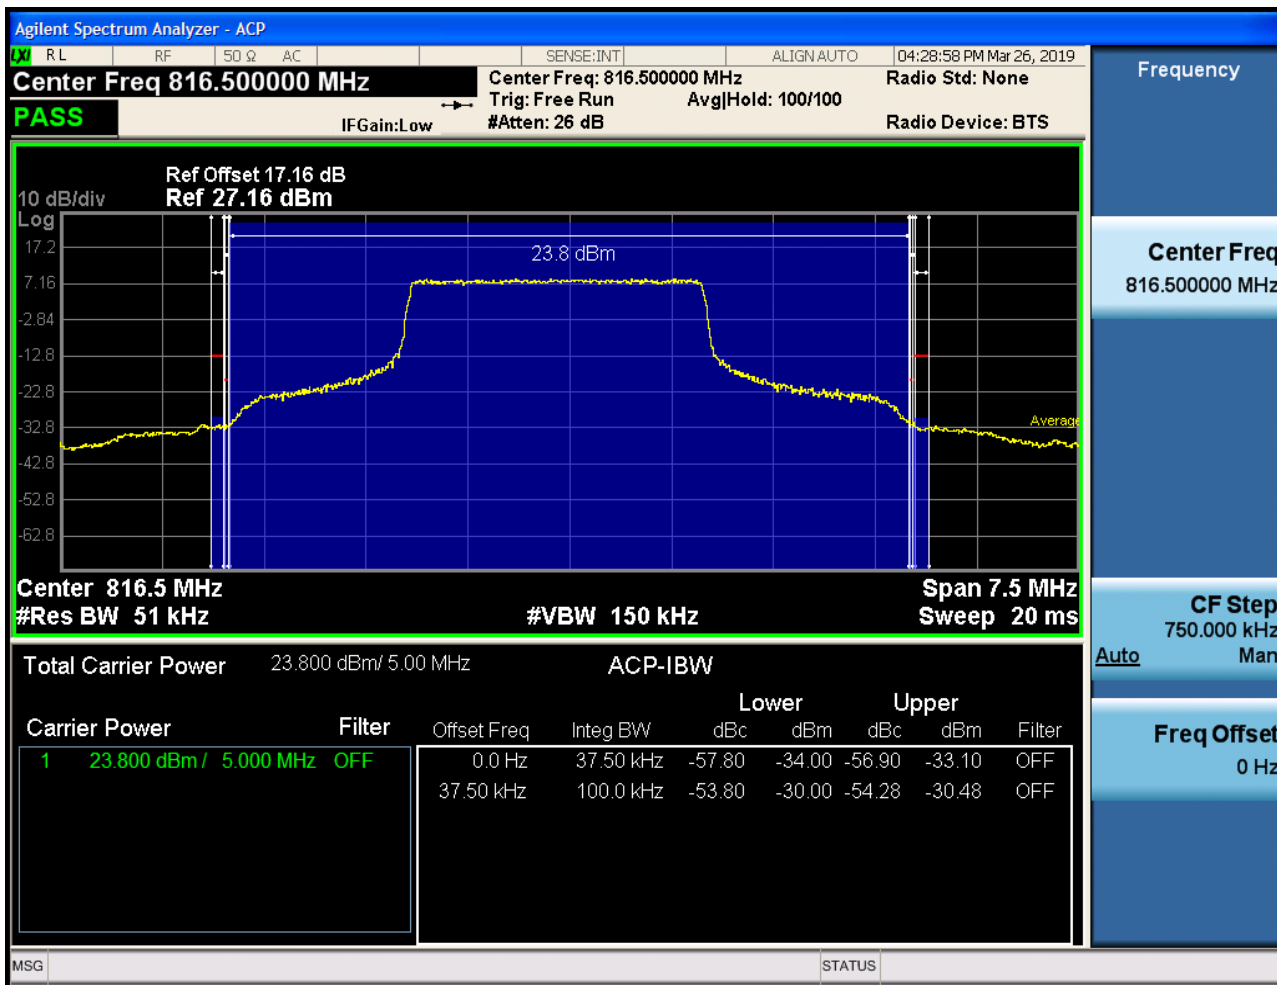 Agilent Spectrum Analyzer - ACP
LXI RL RF 50 Ω AC SENSE:INT ALIGN AUTO 04:28:58 PM Mar 26, 2019
Center Freq 816.500000 MHz
Center Freq: 816.500000 MHz
Radio Std: None
Trig: Free Run Avg|Hold: 100/100
PASS
IFGain:Low
#Atten: 26 dB
Radio Device: BTS
Ref Offset 17.16 dB
10 dB/div Ref 27.16 dBm
Log
17.2
7.16
-2.84
-12.8
-22.8
-32.8
-42.8
-52.8
-62.8
23.8 dBm
Average
Center 816.5 MHz Span 7.5 MHz
#Res BW 51 kHz #VBW 150 kHz Sweep 20 ms
Total Carrier Power 23.800 dBm/ 5.00 MHz ACP-IBW
Lower Upper
Carrier Power Filter Offset Freq Integ BW dBc dBm dBc dBm Filter
1 23.800 dBm / 5.000 MHz OFF 0.0 Hz 37.50 kHz -57.80 -34.00 -56.90 -33.10 OFF
37.50 kHz 100.0 kHz -53.80 -30.00 -54.28 -30.48 OFF
MSG STATUS
Frequency
Center Freq
816.500000 MHz
CF Step
750.000 kHz
Auto Man
Freq Offset
0 Hz